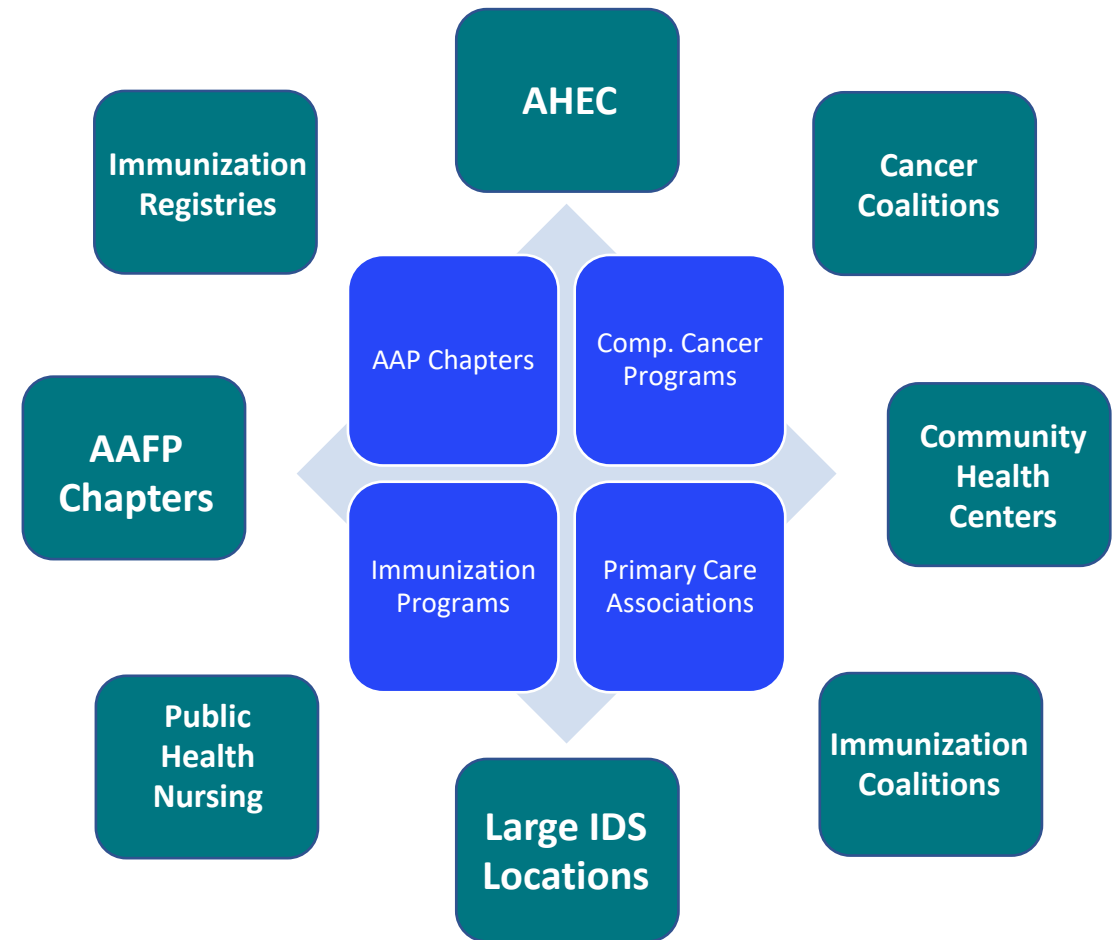 AHEC
Immunization
Registries
Cancer
Coalitions
AAP Chapters
Comp. Cancer
Programs
AAFP
Chapters
Community
Health
Centers
Immunization
Programs
Primary Care
Associations
Public
Health
Nursing
Immunization
Coalitions
Large IDS
Locations